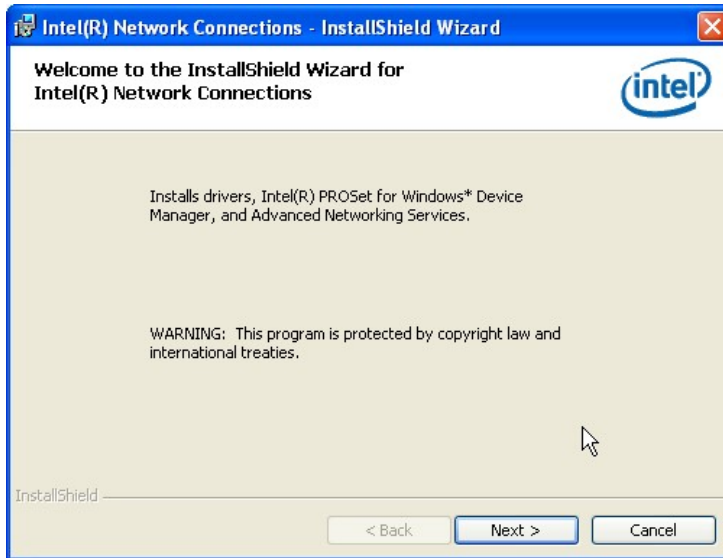 Intel(R) Network Connections - InstallShield Wizard
Welcome to the InstallShield Wizard for
Intel(R) Network Connections
intel
Installs drivers, Intel(R) PROSet for Windows* Device
Manager, and Advanced Networking Services.
WARNING: This program is protected by copyright law and
international treaties.
InstallShield
< Back
Next >
Cancel